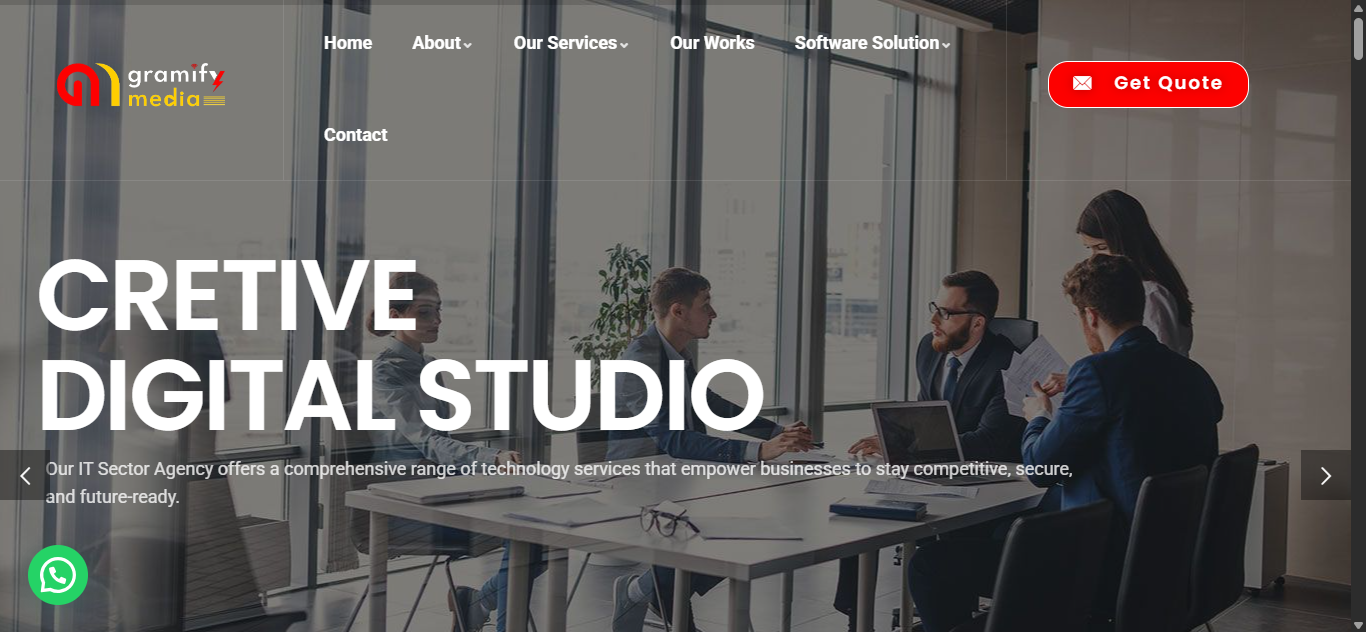 Home About Our Services Our Works Software Solution
gramify
media
Get Quote
Contact
CRETIVE
DIGITAL STUDIO
Our IT Sector Agency offers a comprehensive range of technology services that empower businesses to stay competitive, secure,
and future-ready.